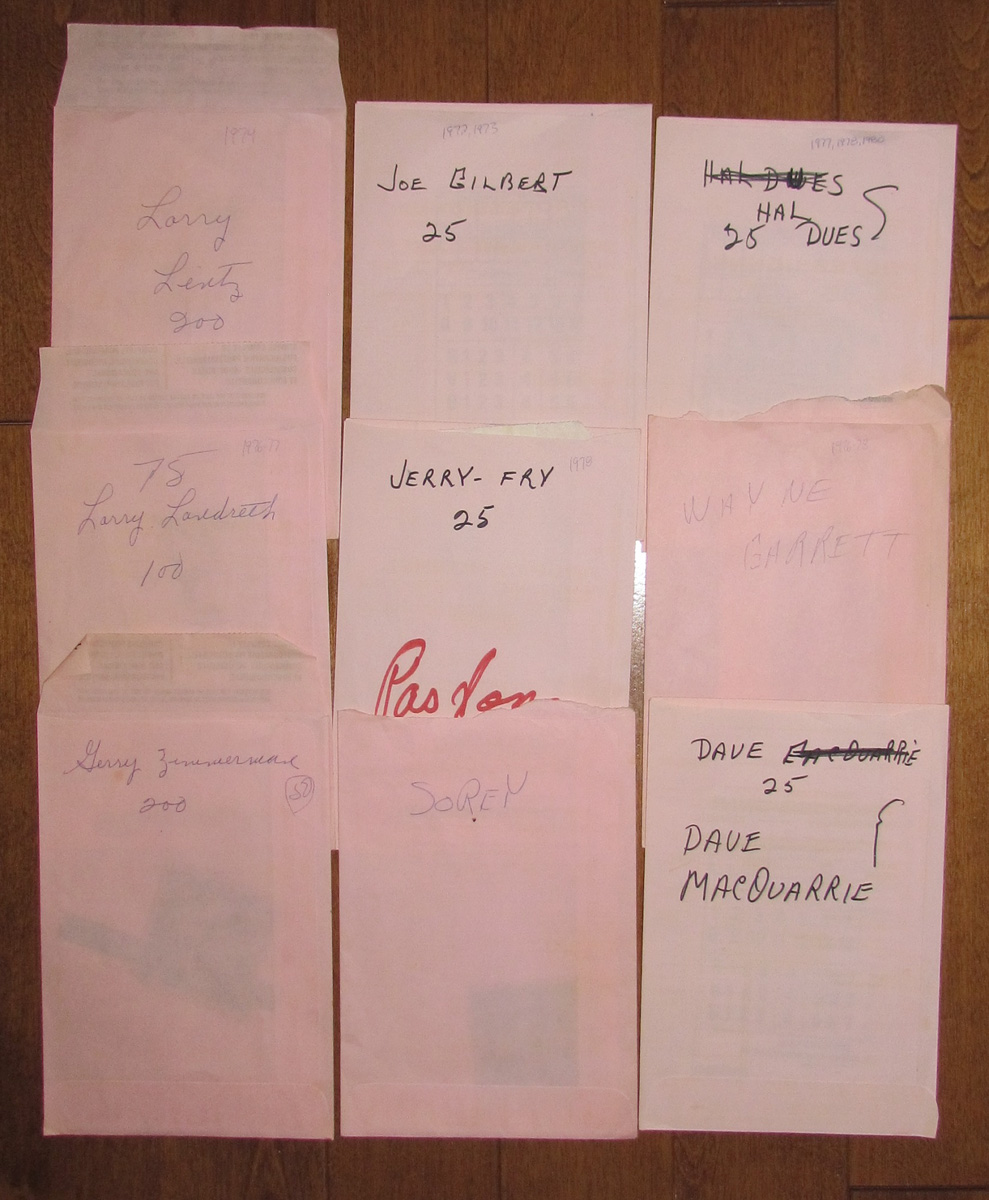 1974
Larry
Lintz
200
1972, 1973
JOE GILBERT
25
1977, 1978, 1980
HAL DUES
HAL
25 DUES
1976-77
75
Larry Landreth
100
1978
JERRY-FRY
25
WAYNE
GARRETT
Gerry Zimmerman
200
50
SOREN
DAVE MACQUARRIE
25
DAVE
MACQUARRIE